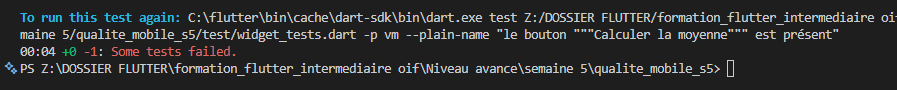 To run this test again: C:\flutter\bin\cache\dart-sdk\bin\dart.exe test Z:/DOSSIER FLUTTER/formation_flutter_intermediaire oif
maine 5/qualite_mobile_s5/test/widget_tests.dart -p vm --plain-name "le bouton """Calculer la moyenne""" est présent"
00:04 +0 -1: Some tests failed.
PS Z:\DOSSIER FLUTTER\formation_flutter_intermediaire oif\Niveau avance\semaine 5\qualite_mobile_s5>